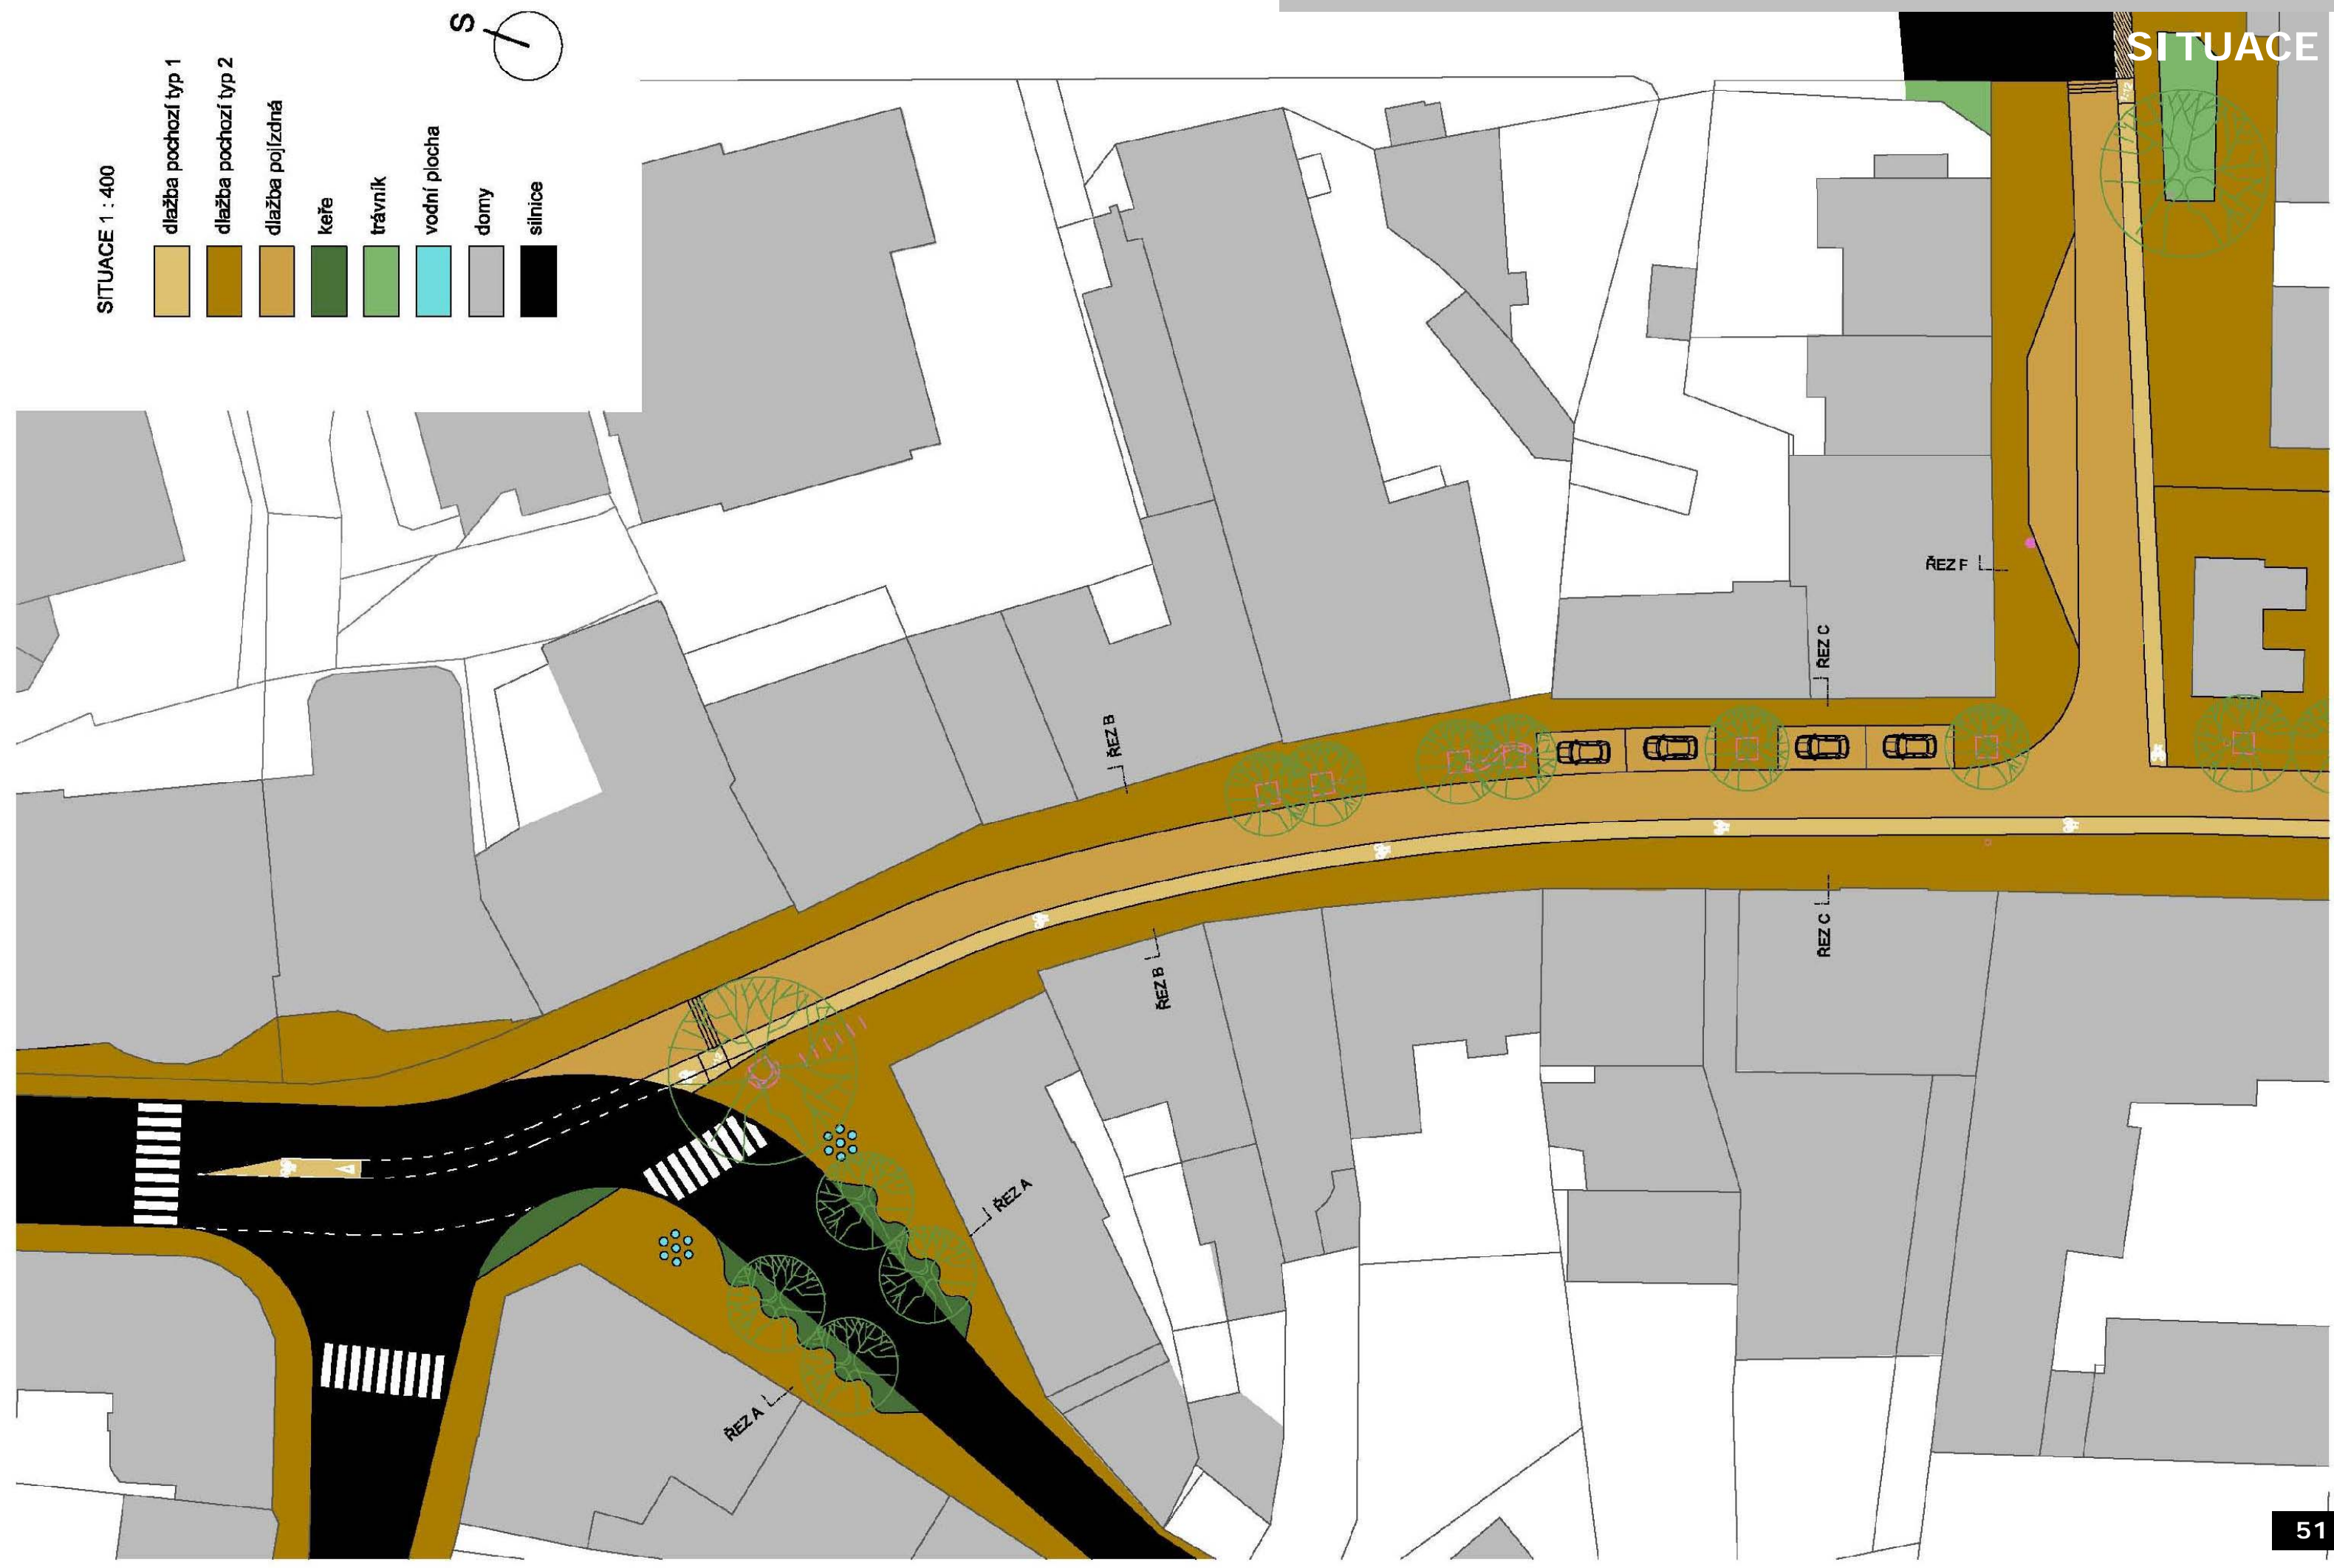 SITUACE
S
SITUACE 1 : 400
dlažba pochozí typ 1
dlažba pochozí typ 2
dlažba pojízdná
keře
trávník
vodní plocha
domy
silnice
ŘEZ F
ŘEZ C
ŘEZ B
ŘEZ C
ŘEZ B
ŘEZ A
ŘEZ A
51